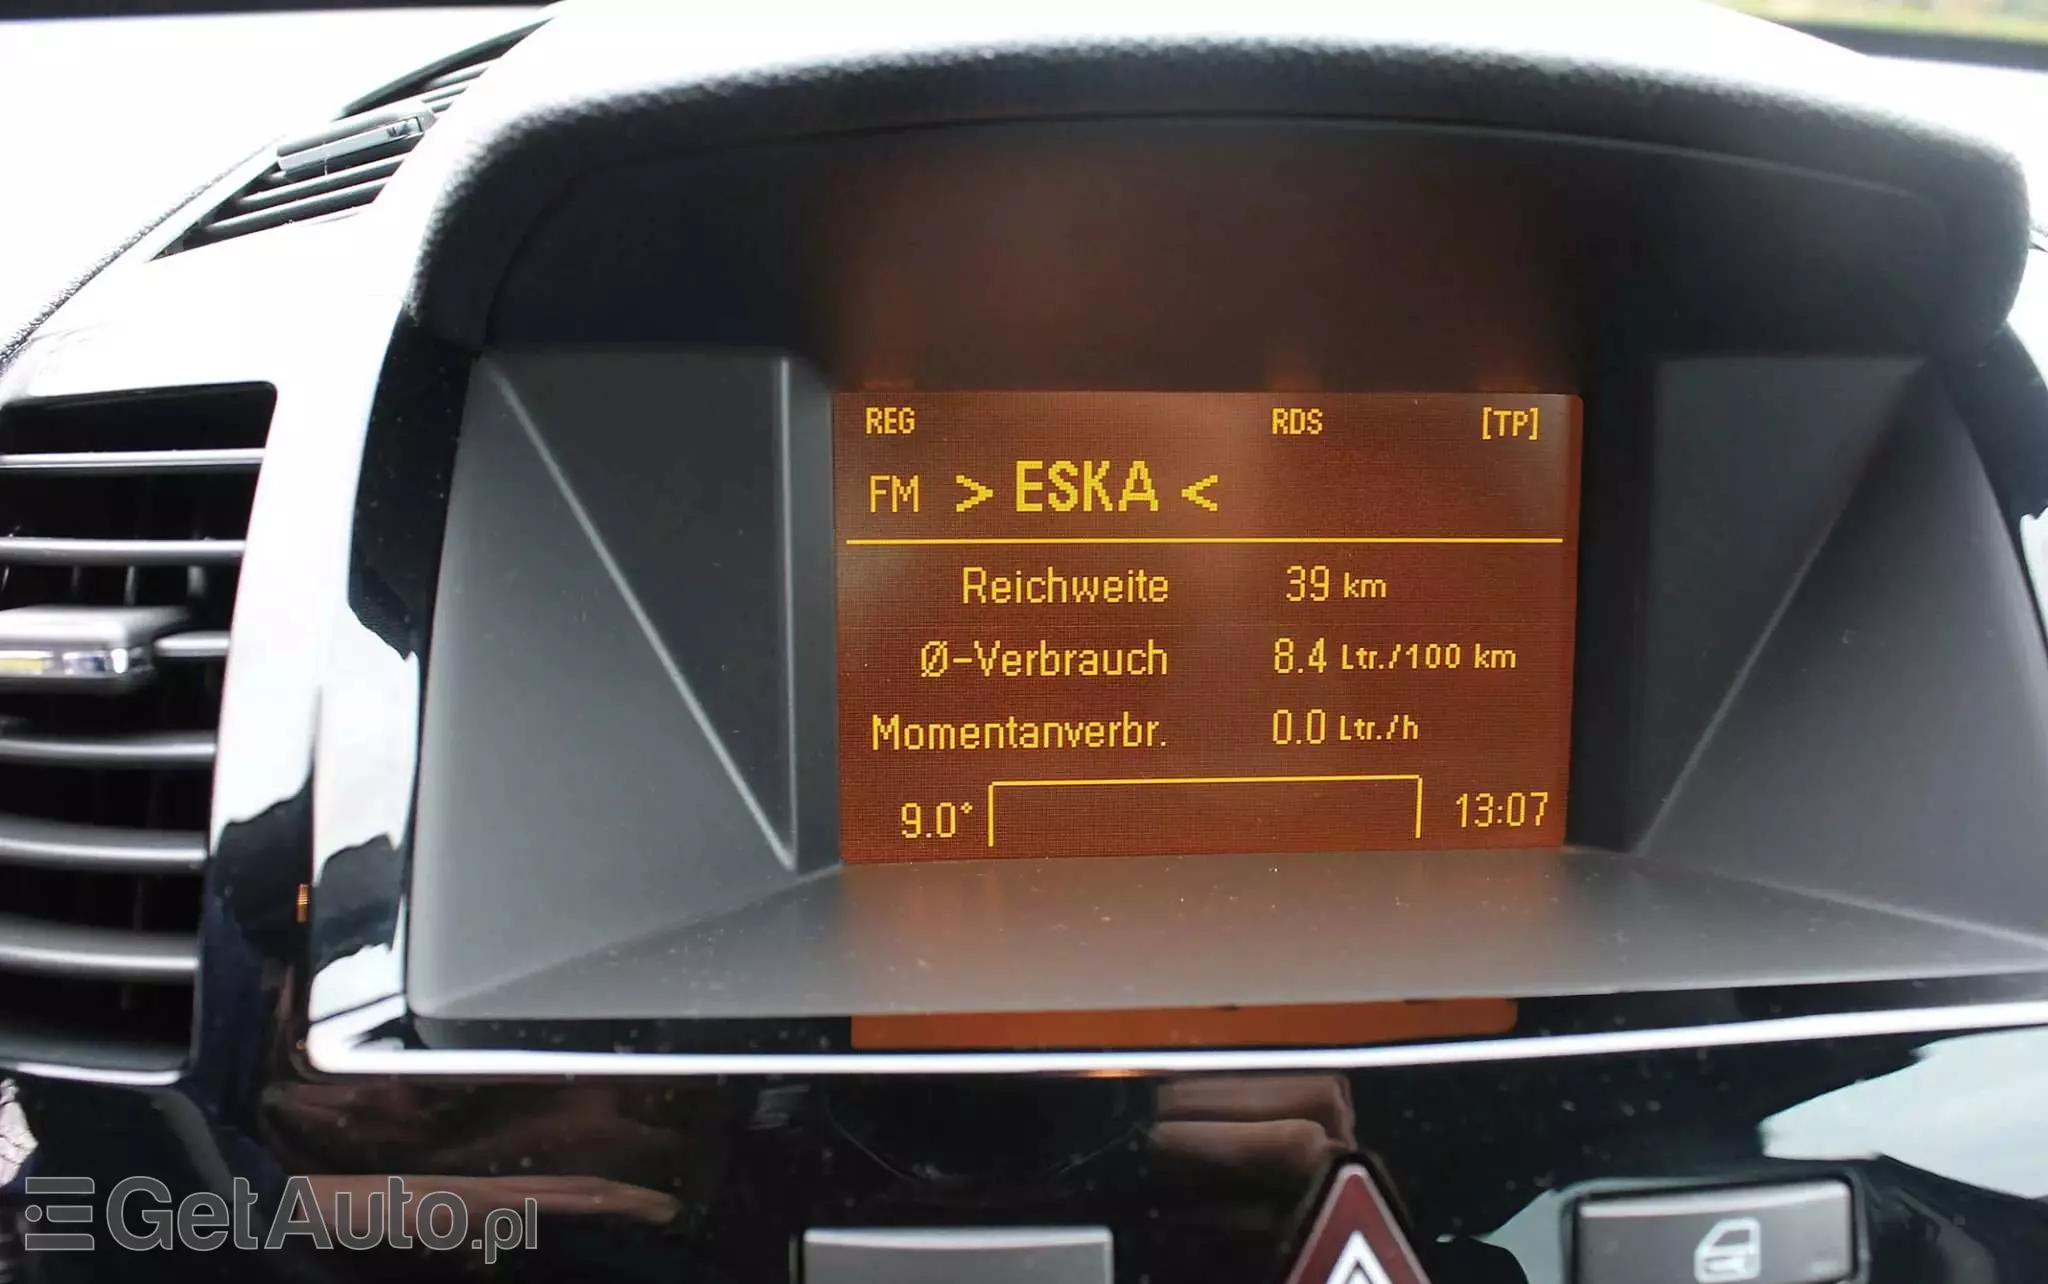 REG RDS [TP]
FM > ESKA <
Reichweite 39 km
Ø-Verbrauch 8.4 Ltr./100 km
Momentanverbr. 0.0 Ltr./h
9.0° 13:07
GetAuto.pl